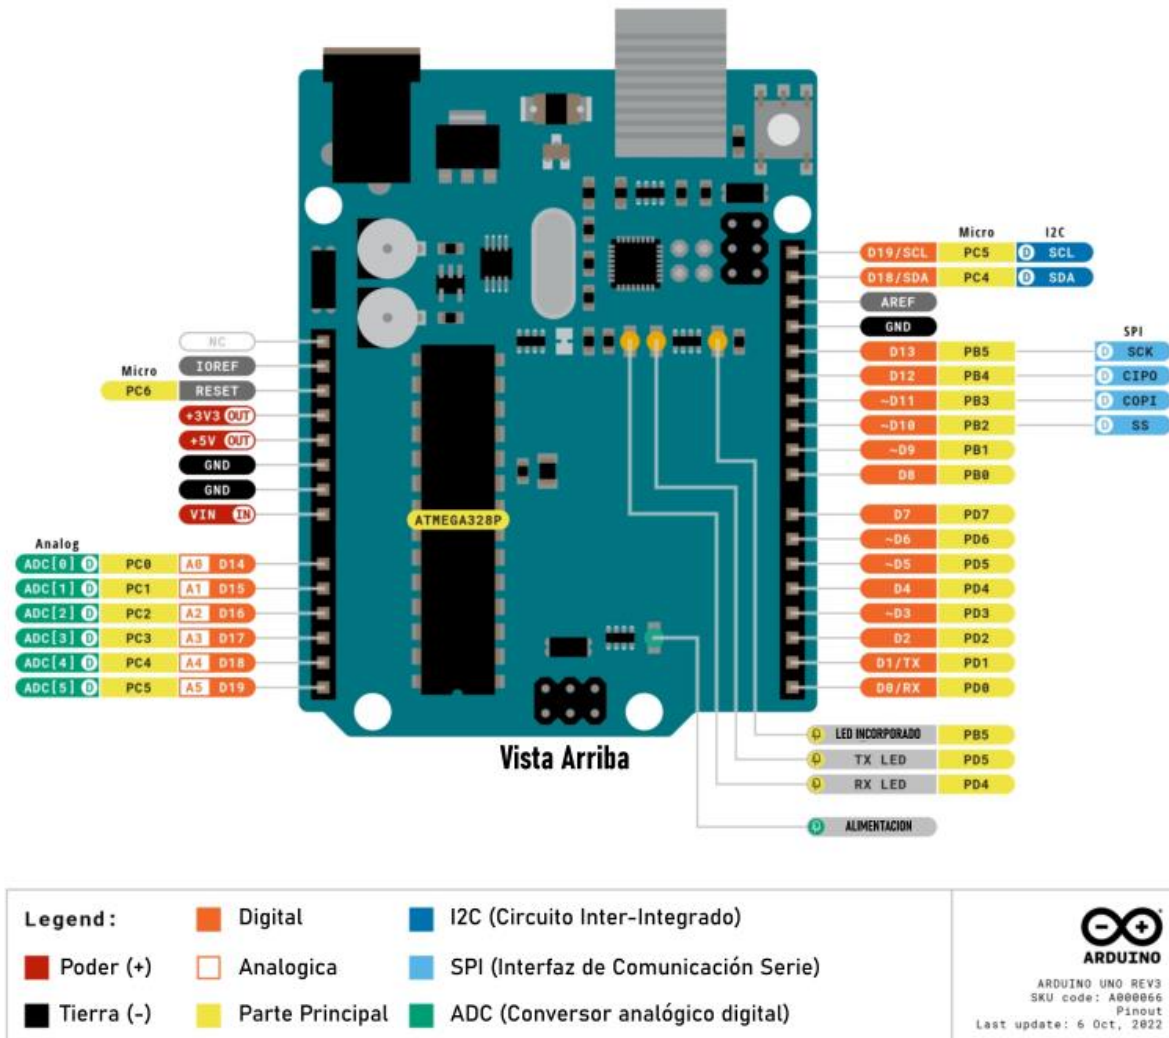 Micro I2C
D19/SCL PC5 D SCL
D18/SDA PC4 D SDA
AREF
GND
SPI
D13 PB5 D SCK
D12 PB4 D CIPO
~D11 PB3 D COPI
~D10 PB2 D SS
~D9 PB1
D8 PB0
D7 PD7
~D6 PD6
~D5 PD5
D4 PD4
~D3 PD3
D2 PD2
D1/TX PD1
D0/RX PD0
NC
IOREF
Micro
PC6 RESET
+3V3 OUT
+5V OUT
GND
GND
VIN IN
Analog
ADC[0] D PC0 A0 D14
ADC[1] D PC1 A1 D15
ADC[2] D PC2 A2 D16
ADC[3] D PC3 A3 D17
ADC[4] D PC4 A4 D18
ADC[5] D PC5 A5 D19
ATMEGA328P
Vista Arriba
LED INCORPORADO PB5
TX LED PD5
RX LED PD4
ALIMENTACION
Legend:
Digital
I2C (Circuito Inter-Integrado)
Poder (+)
Analogica
SPI (Interfaz de Comunicación Serie)
Tierra (-)
Parte Principal
ADC (Conversor analógico digital)
ARDUINO
ARDUINO UNO REV3
SKU code: A000066
Pinout
Last update: 6 Oct, 2022